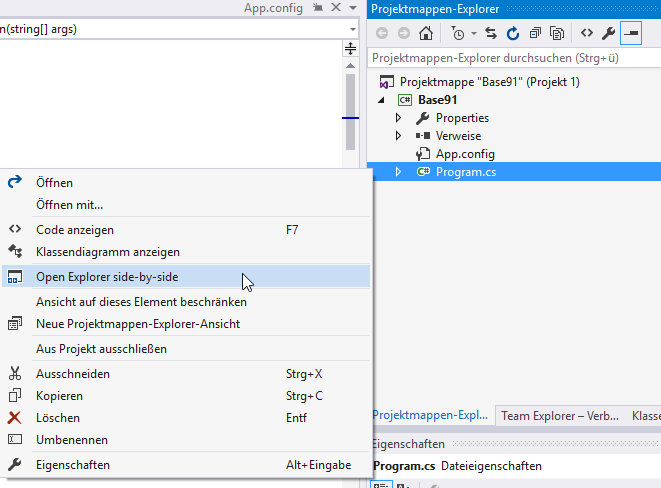 App.config
n(string[] args)
Projektmappen-Explorer
Projektmappen-Explorer durchsuchen (Strg+ü)
Projektmappe "Base91" (Projekt 1)
C# Base91
Properties
Verweise
App.config
C# Program.cs
Öffnen
Öffnen mit...
Code anzeigen F7
Klassendiagramm anzeigen
Open Explorer side-by-side
Ansicht auf dieses Element beschränken
Neue Projektmappen-Explorer-Ansicht
Aus Projekt ausschließen
Ausschneiden Strg+X
Kopieren Strg+C
Löschen Entf
Umbenennen
Eigenschaften Alt+Eingabe
Projektmappen-Expl... Team Explorer – Verb... Klasse
Eigenschaften
Program.cs Dateieigenschaften